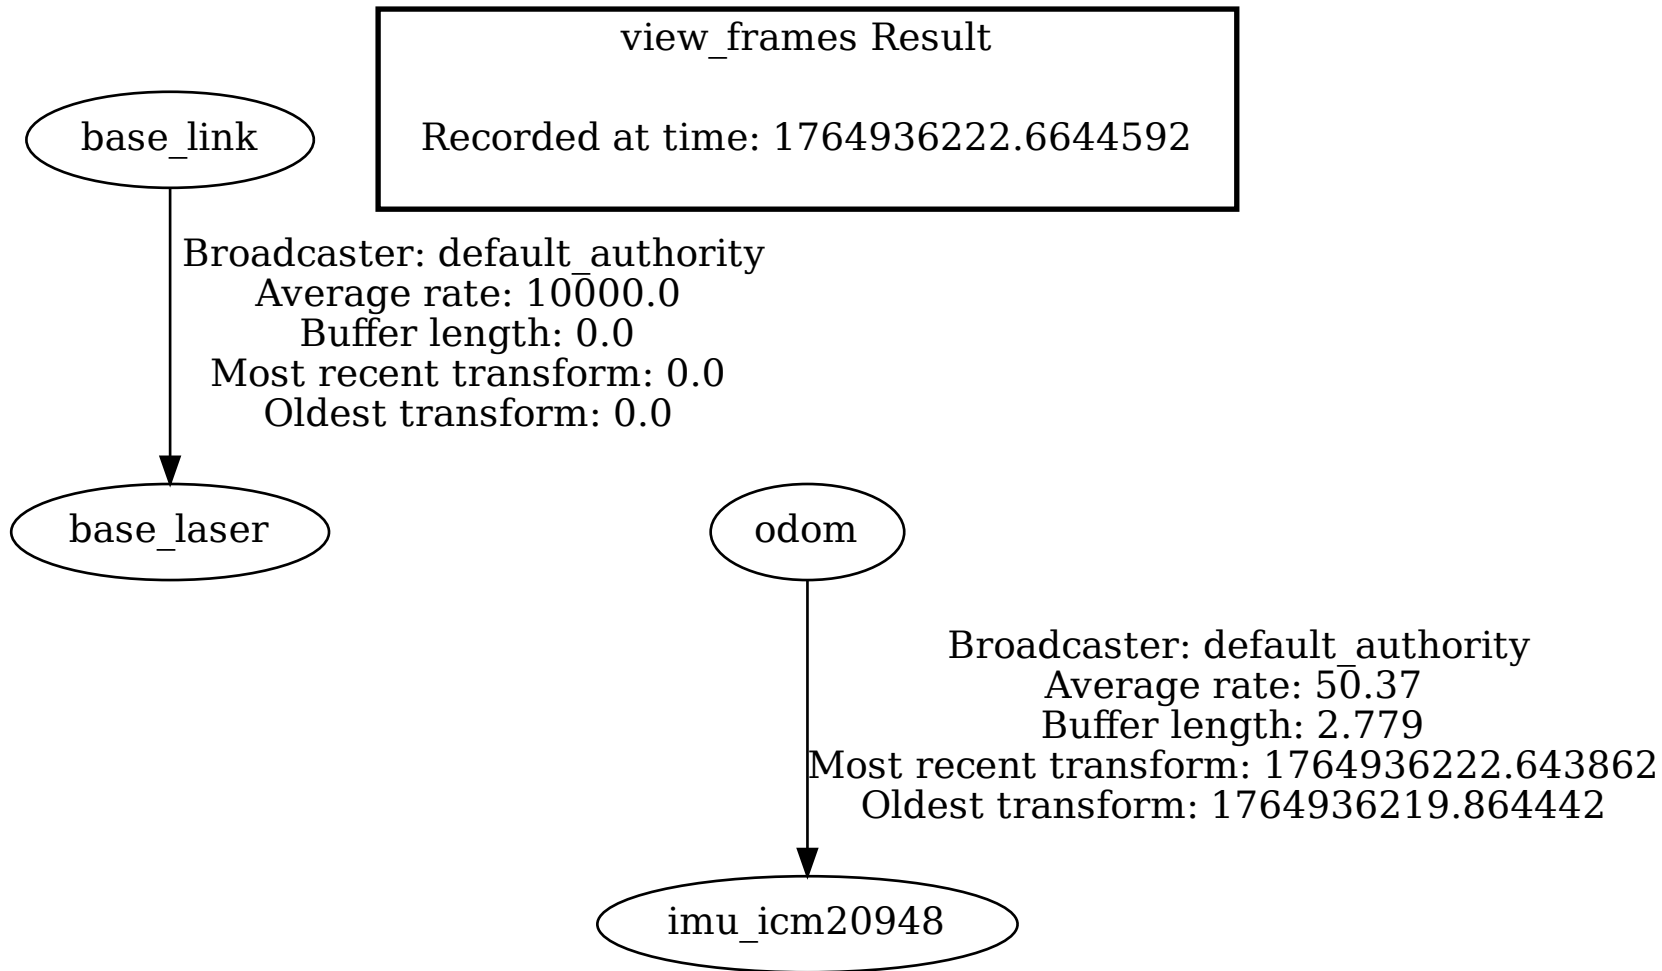 view_frames Result
Recorded at time: 1764936222.6644592
base_link
Broadcaster: default_authority
Average rate: 10000.0
Buffer length: 0.0
Most recent transform: 0.0
Oldest transform: 0.0
base_laser
odom
Broadcaster: default_authority
Average rate: 50.37
Buffer length: 2.779
Most recent transform: 1764936222.643862
Oldest transform: 1764936219.864442
imu_icm20948